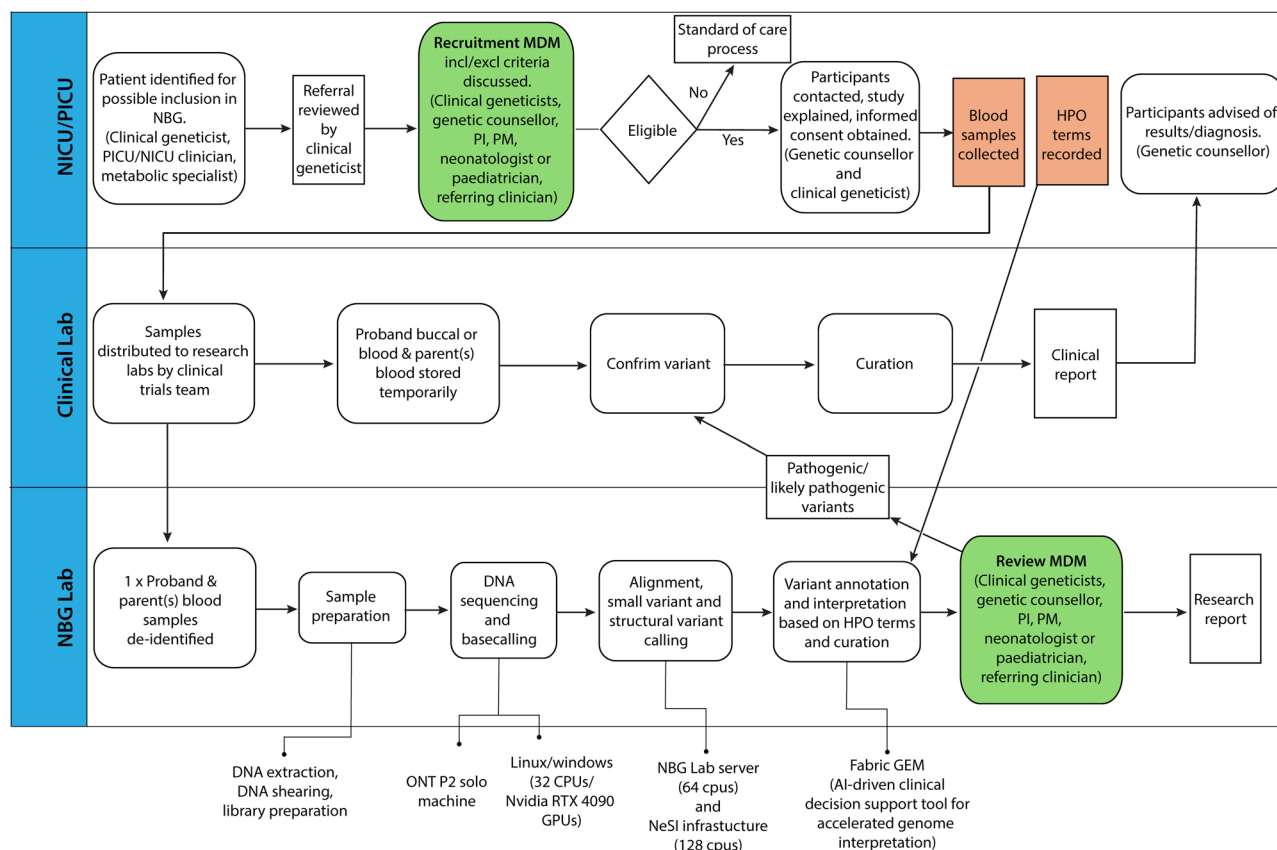 NICU/PICU
Patient identified for
possible inclusion in
NBG.
(Clinical geneticist,
PICU/NICU clinician,
metabolic specialist)
Referral
reviewed
by
clinical
geneticist
Recruitment MDM
incl/excl criteria
discussed.
(Clinical geneticists,
genetic counsellor,
PI, PM,
neonatologist or
paediatrician,
referring clinician)
Eligible
No
Yes
Standard of care
process
Participants
contacted, study
explained, informed
consent obtained.
(Genetic counsellor
and
clinical geneticist)
Blood
samples
collected
HPO
terms
recorded
Participants advised of
results/diagnosis.
(Genetic counsellor)
Clinical Lab
Samples
distributed to research
labs by clinical
trials team
Proband buccal or
blood & parent(s)
blood stored
temporarily
Confrim variant
Curation
Clinical
report
Pathogenic/
likely pathogenic
variants
NBG Lab
1 x Proband &
parent(s) blood
samples
de-identified
Sample
preparation
DNA
sequencing
and
basecalling
Alignment,
small variant and
structural variant
calling
Variant annotation
and interpretation
based on HPO terms
and curation
Review MDM
(Clinical geneticists,
genetic counsellor,
PI, PM,
neonatologist or
paediatrician,
referring clinician)
Research
report
DNA extraction,
DNA shearing,
library preparation
ONT P2 solo
machine
Linux/windows
(32 CPUs/
Nvidia RTX 4090
GPUs)
NBG Lab server
(64 cpus)
and
NeSI infrastucture
(128 cpus)
Fabric GEM
(AI-driven clinical
decision support tool for
accelerated genome
interpretation)